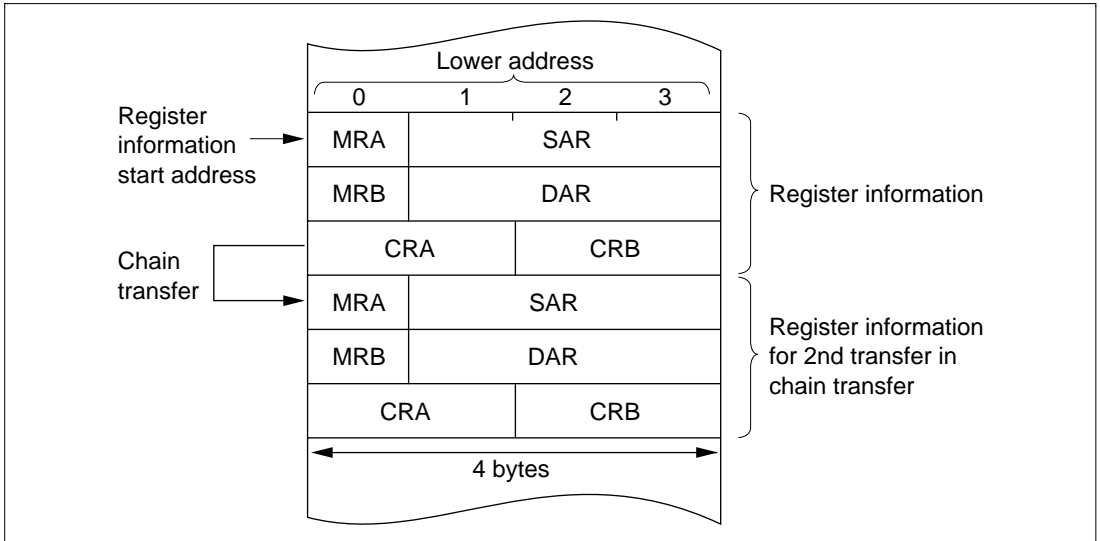 Lower address
0 1 2 3
Register
information
start address
MRA SAR
MRB DAR
Register information
CRA CRB
Chain
transfer
MRA SAR
MRB DAR
Register information
for 2nd transfer in
chain transfer
CRA CRB
4 bytes